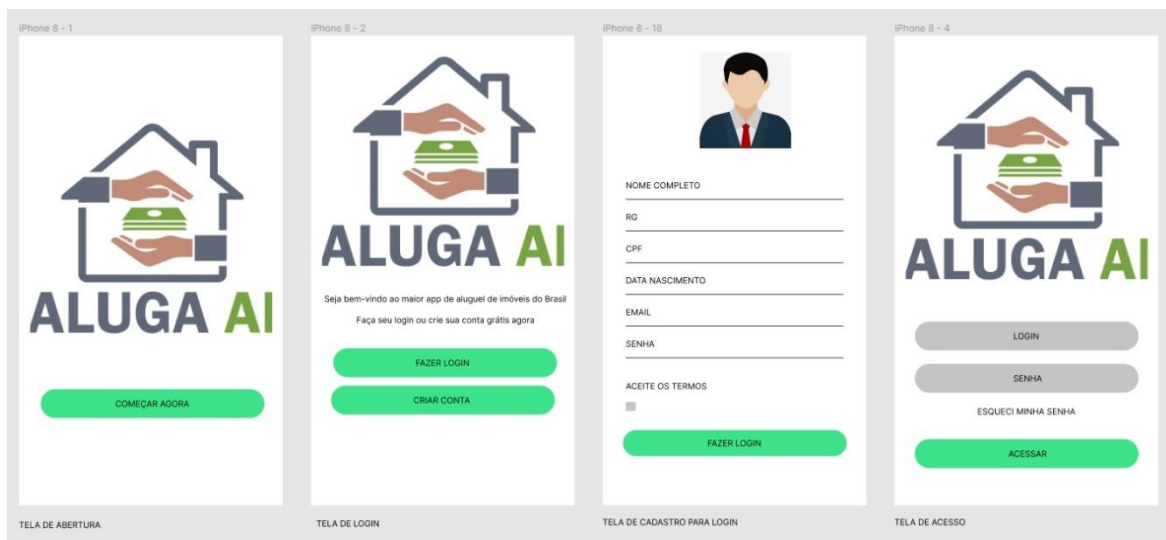 iPhone 8 - 1
ALUGA AI
COMEÇAR AGORA
TELA DE ABERTURA
iPhone 8 - 2
ALUGA AI
Seja bem-vindo ao maior app de aluguel de imóveis do Brasil
Faça seu login ou crie sua conta grátis agora
FAZER LOGIN
CRIAR CONTA
TELA DE LOGIN
iPhone 8 - 18
NOME COMPLETO
RG
CPF
DATA NASCIMENTO
EMAIL
SENHA
ACEITE OS TERMOS
FAZER LOGIN
TELA DE CADASTRO PARA LOGIN
iPhone 8 - 4
ALUGA AI
LOGIN
SENHA
ESQUECI MINHA SENHA
ACESSAR
TELA DE ACESSO